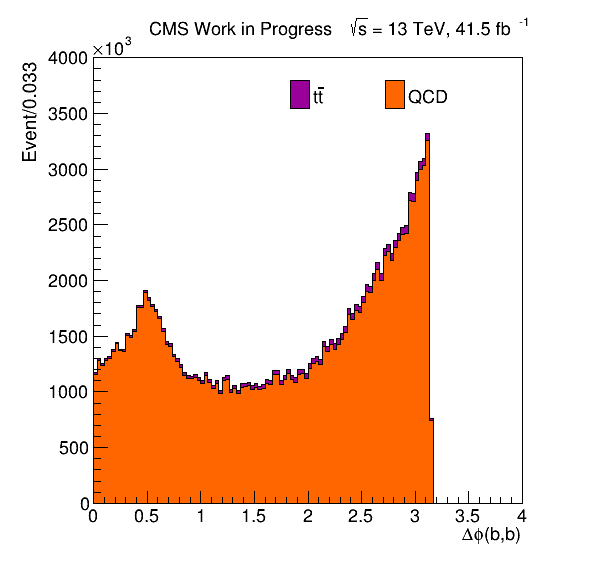 CMS Work in Progress √s = 13 TeV, 41.5 fb⁻¹
×10³
Event/0.033
tt̅
QCD
4000
3500
3000
2500
2000
1500
1000
500
0
0 0.5 1 1.5 2 2.5 3 3.5 4
Δϕ(b,b)